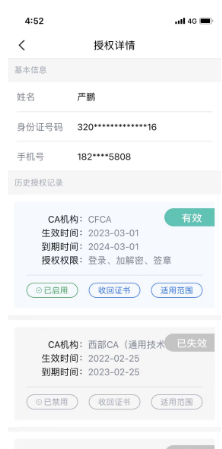 4:52
4G
授权详情
基本信息
姓名 严鹏
身份证号码 320*************16
手机号 182****5808
历史授权记录
CA机构: CFCA 有效
生效时间: 2023-03-01
到期时间: 2024-03-01
授权权限: 登录、加解密、签章
已启用 收回证书 适用范围
CA机构: 西部CA（通用技术 已失效
生效时间: 2022-02-25
到期时间: 2023-02-25
已禁用 收回证书 适用范围